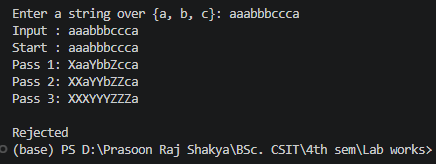 Enter a string over {a, b, c}: aaabbbccca
Input : aaabbbccca
Start : aaabbbccca
Pass 1: XaaYbbZcca
Pass 2: XXaYYbZZca
Pass 3: XXXYYYZZZa
Rejected
(base) PS D:\Prasoon Raj Shakya\BSc. CSIT\4th sem\Lab works>